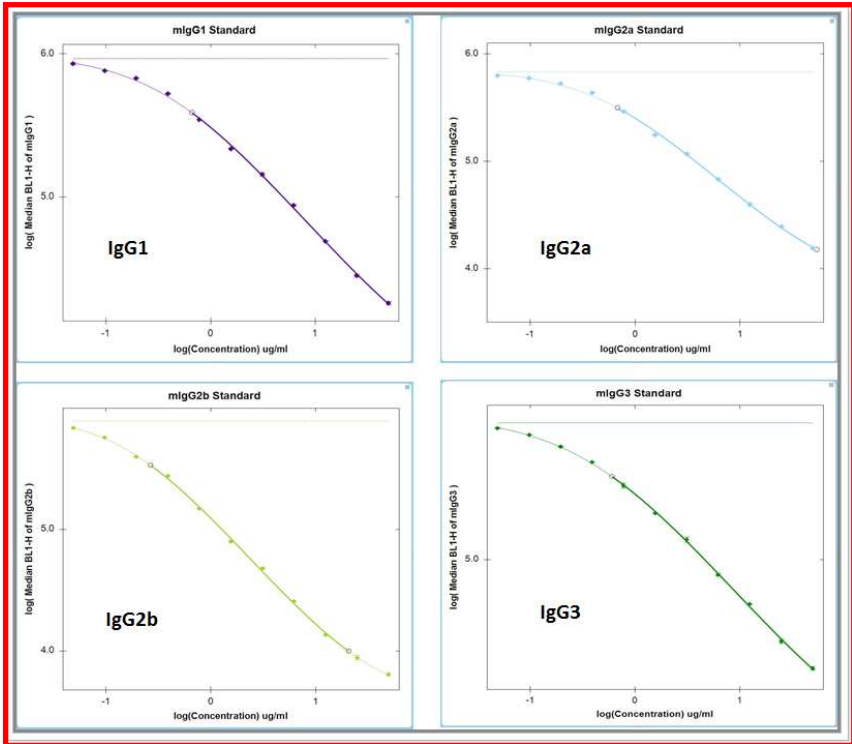 mIgG1 Standard
log( Median BL1-H of mIgG1 )
6.0
5.0
IgG1
-1
0
1
log(Concentration) ug/ml
mIgG2a Standard
log( Median BL1-H of mIgG2a)
6.0
5.0
4.0
IgG2a
-1
0
1
log(Concentration) ug/ml
mIgG2b Standard
log( Median BL1-H of mIgG2b)
5.0
4.0
IgG2b
-1
0
1
log(Concentration) ug/ml
mIgG3 Standard
log( Median BL1-H of mIgG3)
5.0
IgG3
-1
0
1
log(Concentration) ug/ml